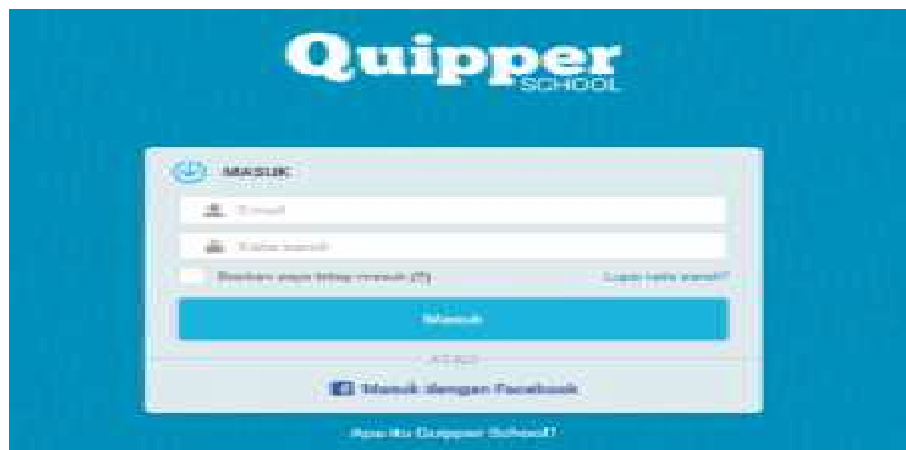 Quipper
SCHOOL
MASUK
Email
Kata sandi
Biarkan saya tetap masuk (?)
Lupa kata sandi?
Masuk
ATAU
Masuk dengan Facebook
Apa itu Quipper School?